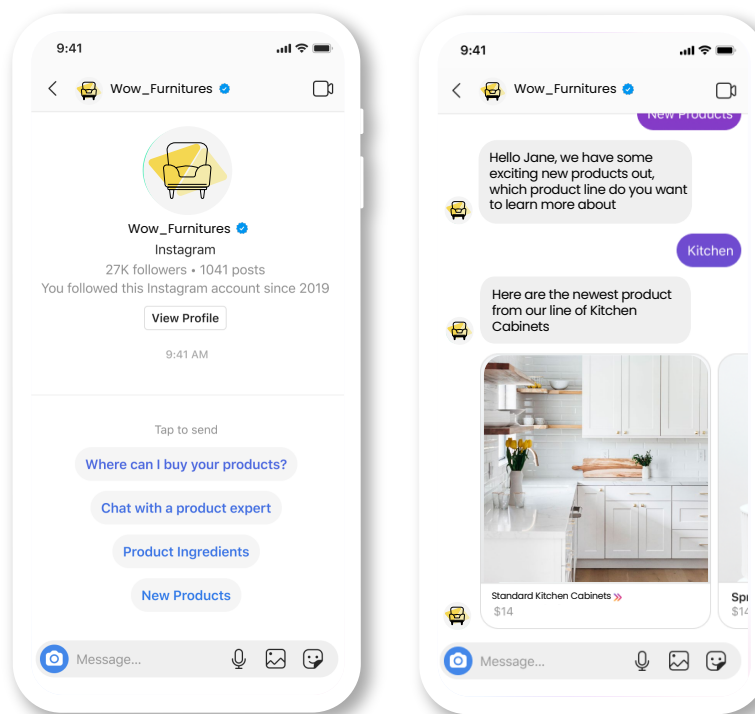 9:41
Wow_Furnitures
Wow_Furnitures
Instagram
27K followers • 1041 posts
You followed this Instagram account since 2019
View Profile
9:41 AM
Tap to send
Where can I buy your products?
Chat with a product expert
Product Ingredients
New Products
Message...
9:41
Wow_Furnitures
New Products
Hello Jane, we have some
exciting new products out,
which product line do you want
to learn more about
Kitchen
Here are the newest product
from our line of Kitchen
Cabinets
Standard Kitchen Cabinets
$14
Message...